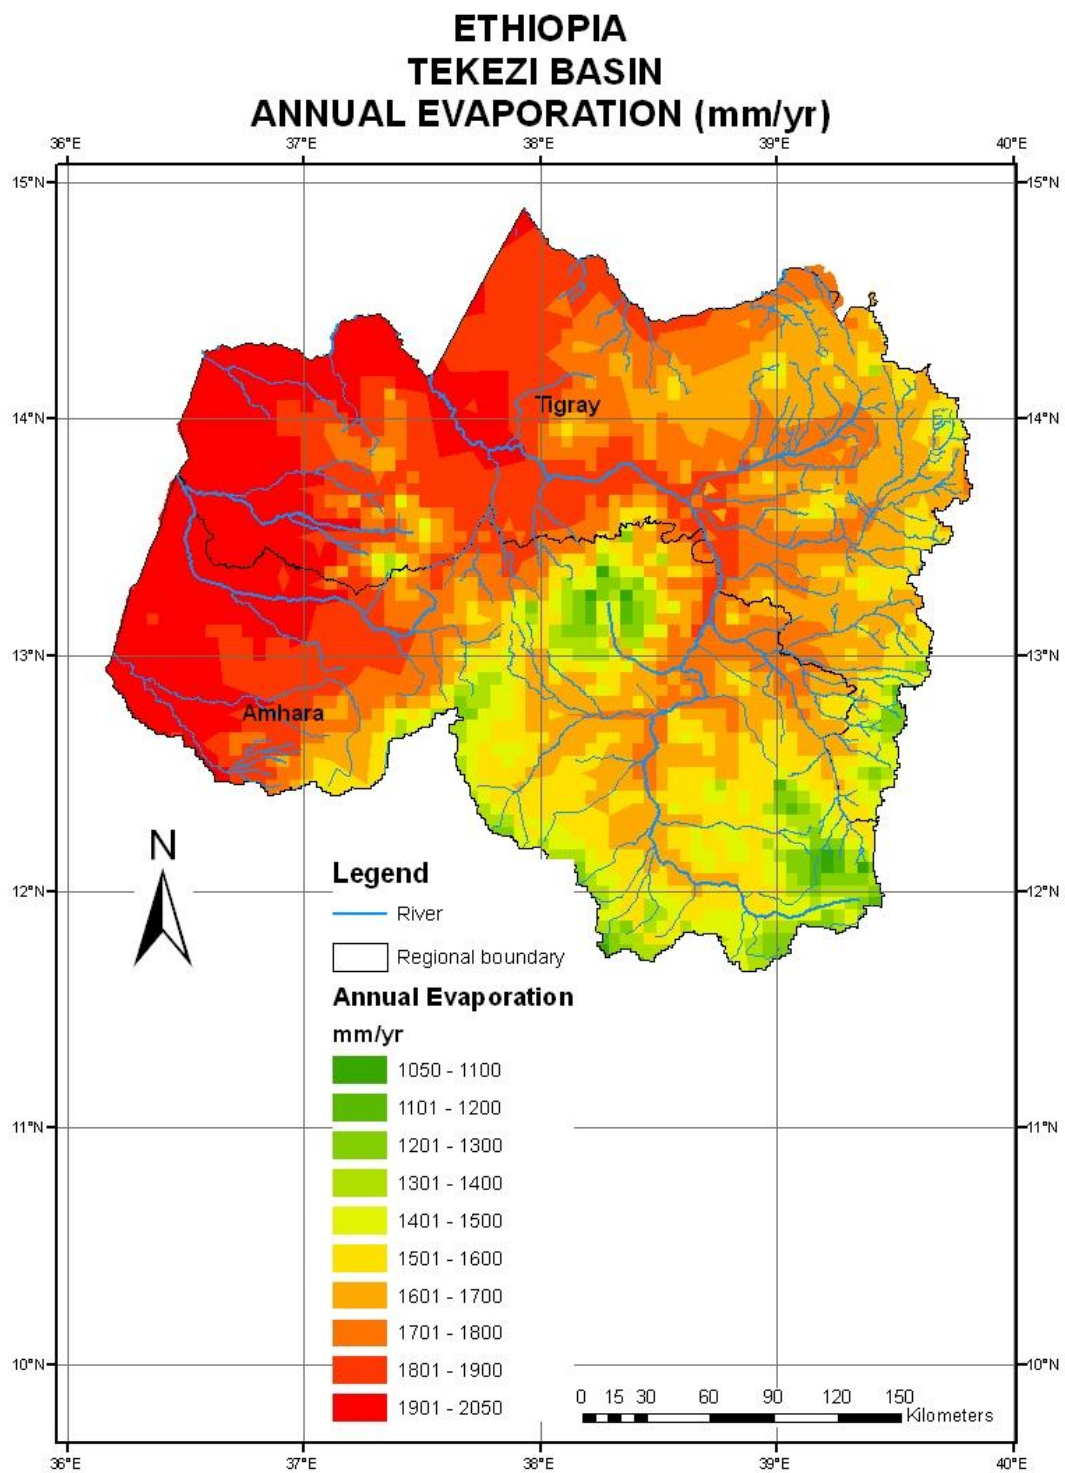 ETHIOPIA
TEKEZI BASIN
ANNUAL EVAPORATION (mm/yr)
36°E 37°E 38°E 39°E 40°E
15°N 15°N
Tigray
14°N 14°N
13°N 13°N
Amhara
N
Legend
12°N 12°N
River
Regional boundary
Annual Evaporation
mm/yr
1050 - 1100
1101 - 1200
11°N 11°N
1201 - 1300
1301 - 1400
1401 - 1500
1501 - 1600
1601 - 1700
1701 - 1800
10°N 10°N
1801 - 1900
1901 - 2050
0 15 30 60 90 120 150
Kilometers
36°E 37°E 38°E 39°E 40°E